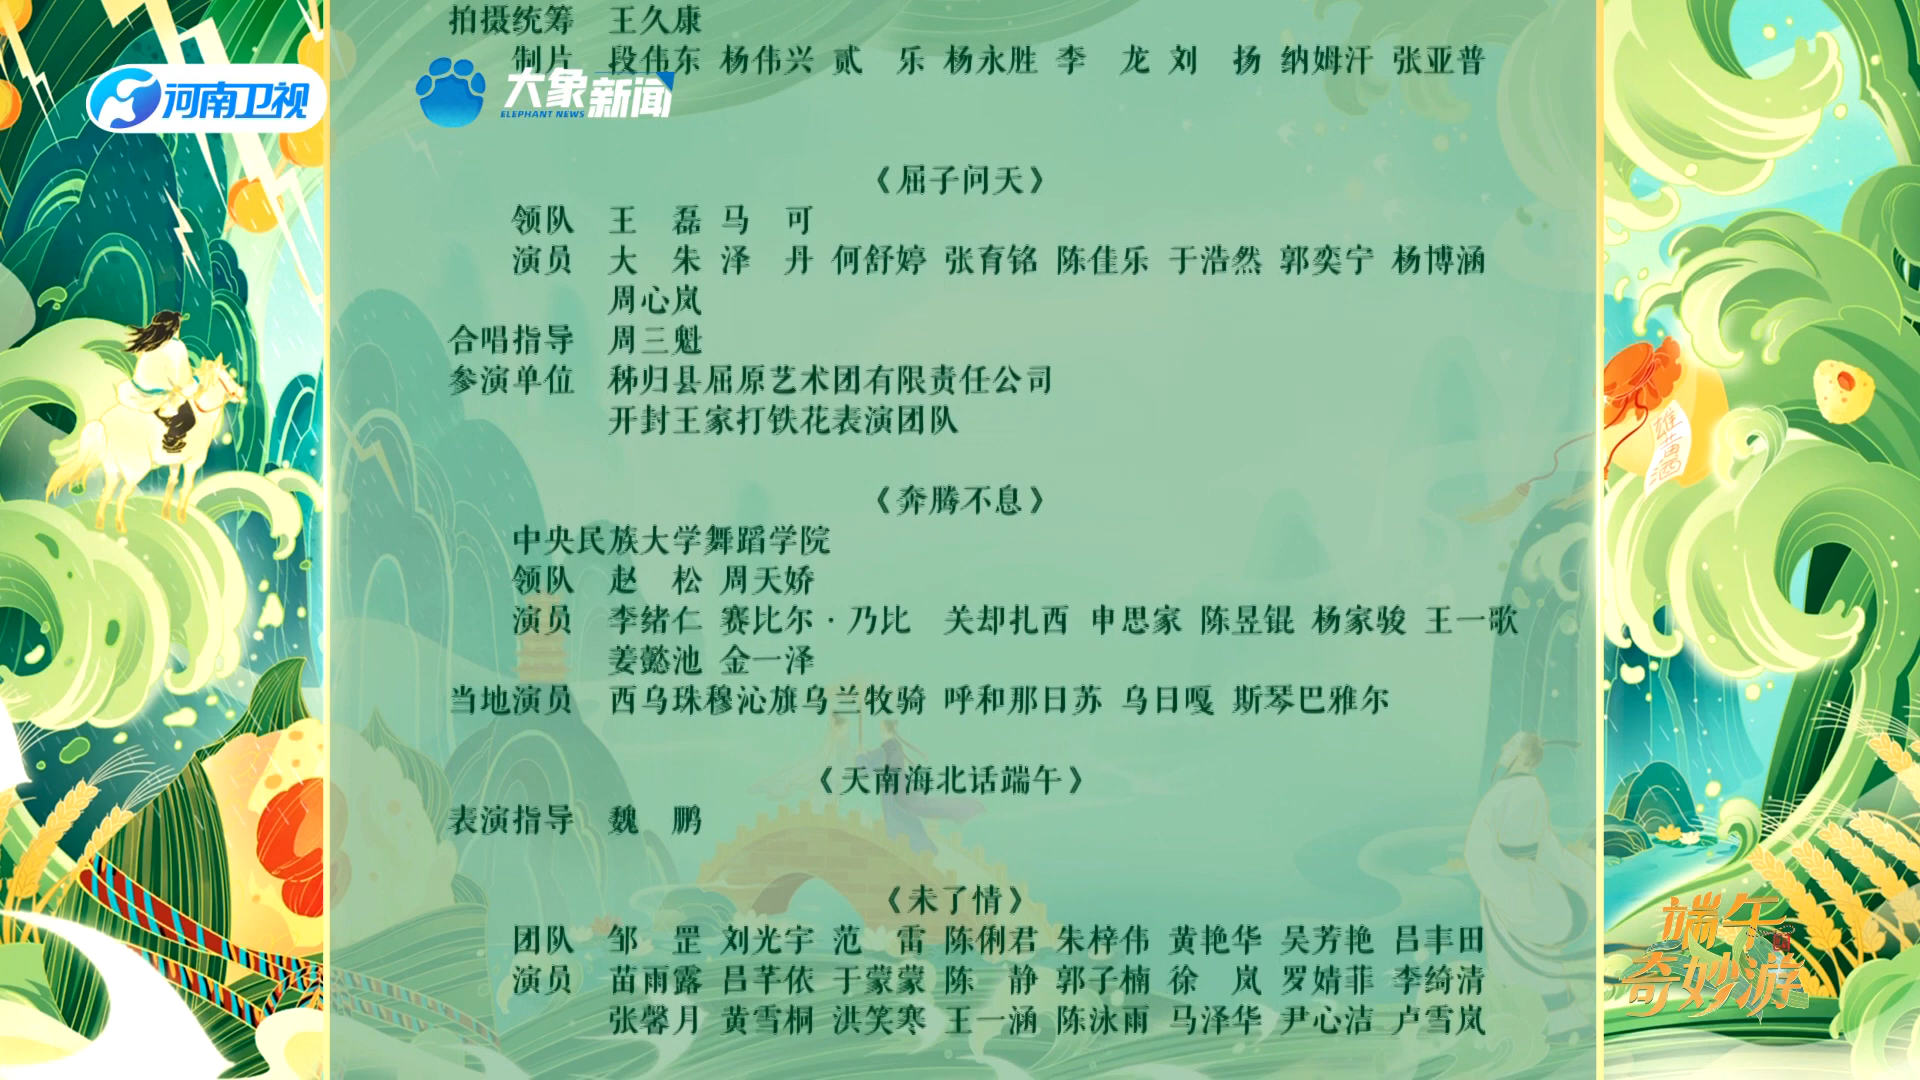 拍摄统筹 王久康
制片 段伟东 杨伟兴 贰 乐 杨永胜 李 龙 刘 扬 纳姆汗 张亚普
河南卫视
大象新闻
ELEPHANT NEWS
《屈子问天》
领队 王 磊 马 可
演员 大 朱 泽 丹 何舒婷 张育铭 陈佳乐 于浩然 郭奕宁 杨博涵
周心岚
合唱指导 周三魁
参演单位 秭归县屈原艺术团有限责任公司
开封王家打铁花表演团队
雄黄酒
《奔腾不息》
中央民族大学舞蹈学院
领队 赵 松 周天娇
演员 李绪仁 赛比尔·乃比 关却扎西 申思家 陈昱锟 杨家骏 王一歌
姜懿池 金一泽
当地演员 西乌珠穆沁旗乌兰牧骑 呼和那日苏 乌日嘎 斯琴巴雅尔
《天南海北话端午》
表演指导 魏 鹏
《未了情》
团队 邹 罡 刘光宇 范 雷 陈俐君 朱梓伟 黄艳华 吴芳艳 吕丰田
演员 苗雨露 吕芊依 于蒙蒙 陈 静 郭子楠 徐 岚 罗婧菲 李绮清
张馨月 黄雪桐 洪笑寒 王一涵 陈泳雨 马泽华 尹心洁 卢雪岚
端午
奇妙游